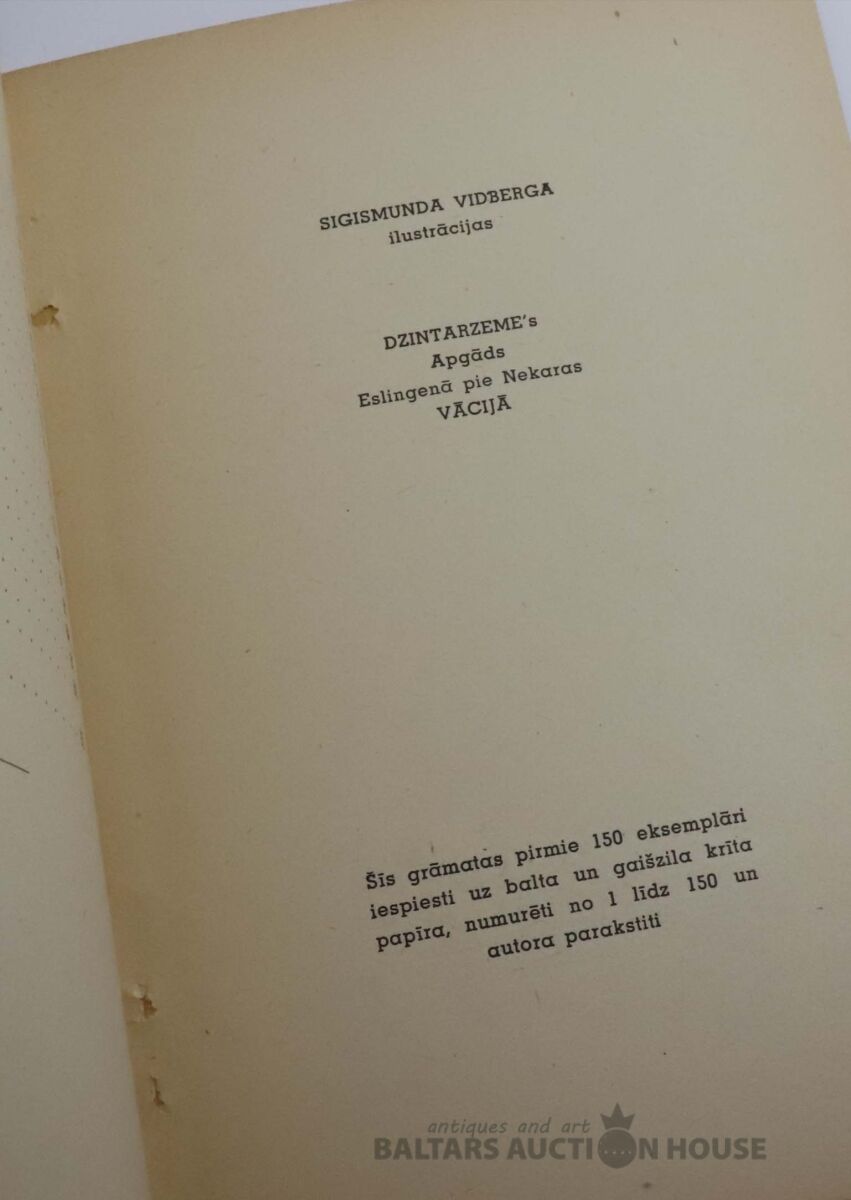 SIGISMUNDA VIDBERGA
ilustrācijas
DZINTARZEME's
Apgāds
Eslingenā pie Nekaras
VĀCIJĀ
Šīs grāmatas pirmie 150 eksemplāri
iespiesti uz balta un gaišzila krīta
papīra, numurēti no 1 līdz 150 un
autora parakstiti
antiques and art
BALTARS AUCTION HOUSE